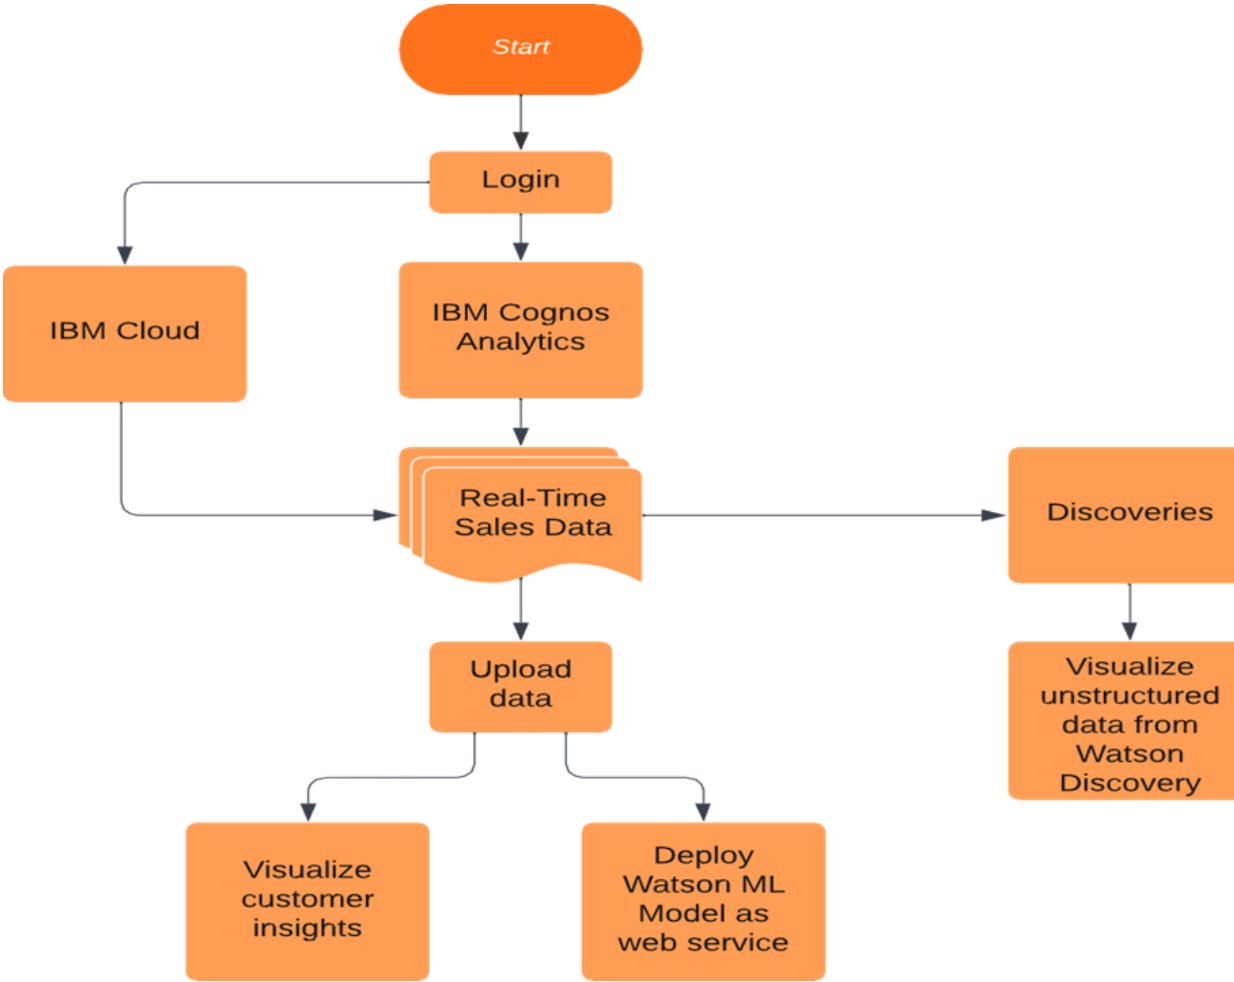 Start
Login
IBM Cloud
IBM Cognos
Analytics
Real-Time
Sales Data
Discoveries
Upload
data
Visualize
unstructured
data from
Watson
Discovery
Visualize
customer
insights
Deploy
Watson ML
Model as
web service